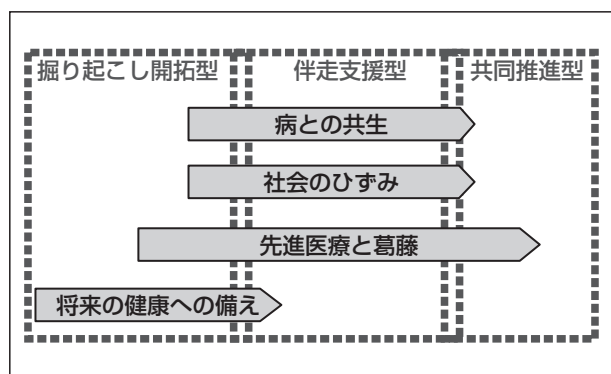 掘り起こし開拓型 伴走支援型 共同推進型
病との共生
社会のひずみ
先進医療と葛藤
将来の健康への備え